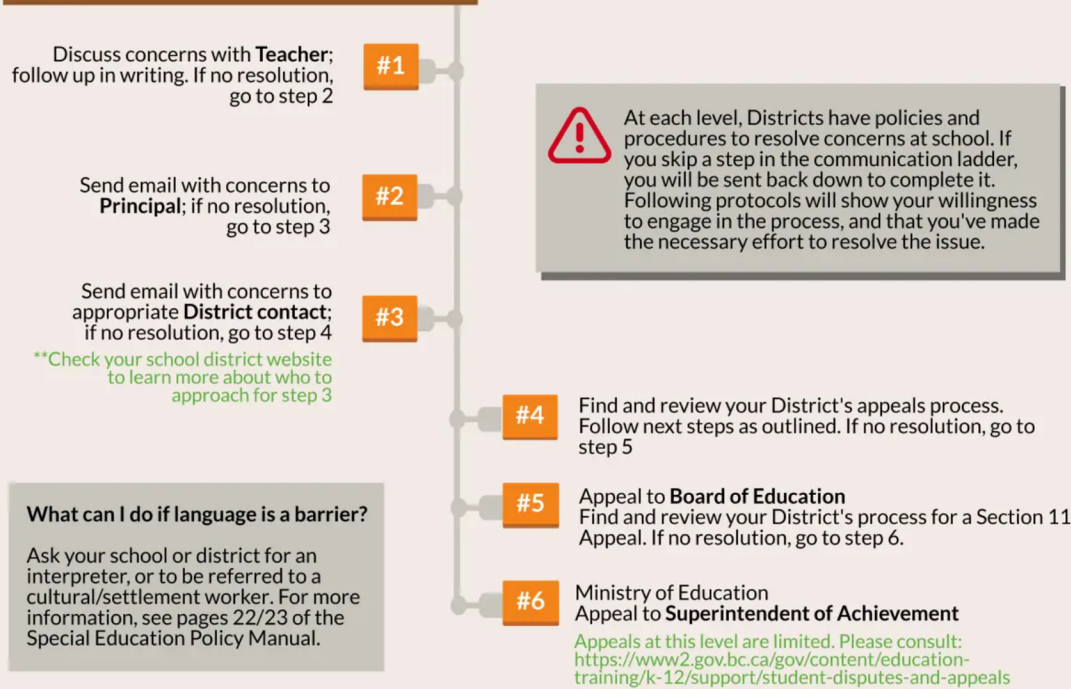 Discuss concerns with Teacher;
follow up in writing. If no resolution,
go to step 2
#1
At each level, Districts have policies and
procedures to resolve concerns at school. If
you skip a step in the communication ladder,
you will be sent back down to complete it.
Following protocols will show your willingness
to engage in the process, and that you've made
the necessary effort to resolve the issue.
Send email with concerns to
Principal; if no resolution,
go to step 3
#2
Send email with concerns to
appropriate District contact;
if no resolution, go to step 4
#3
**Check your school district website
to learn more about who to
approach for step 3
#4
Find and review your District's appeals process.
Follow next steps as outlined. If no resolution, go to
step 5
#5
Appeal to Board of Education
Find and review your District's process for a Section 11
Appeal. If no resolution, go to step 6.
What can I do if language is a barrier?
Ask your school or district for an
interpreter, or to be referred to a
cultural/settlement worker. For more
information, see pages 22/23 of the
Special Education Policy Manual.
#6
Ministry of Education
Appeal to Superintendent of Achievement
Appeals at this level are limited. Please consult:
https://www2.gov.bc.ca/gov/content/education-
training/k-12/support/student-disputes-and-appeals